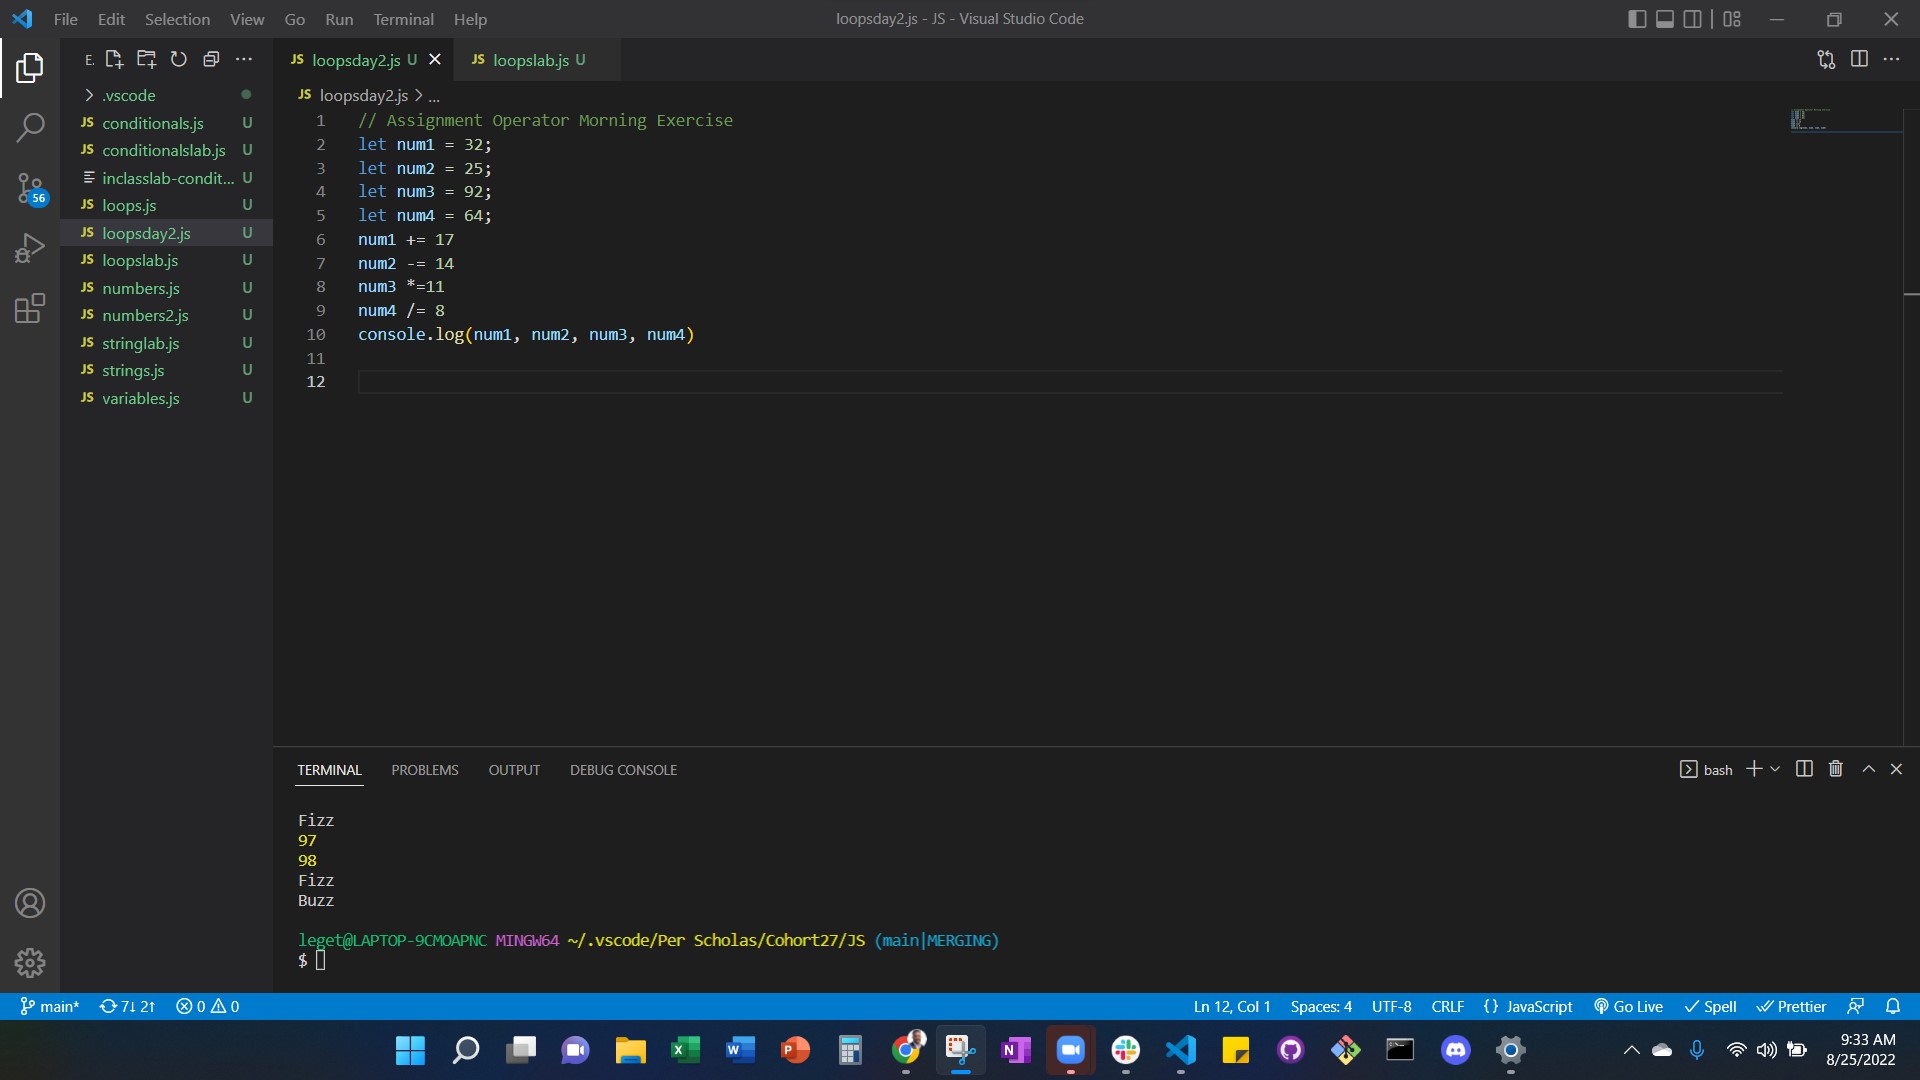 File Edit Selection View Go Run Terminal Help
loopsday2.js - JS - Visual Studio Code
E.
JS loopsday2.js U
JS loopslab.js U
.vscode
JS conditionals.js U
JS conditionalslab.js U
inclasslab-condit... U
JS loops.js U
JS loopsday2.js U
JS loopslab.js U
JS numbers.js U
JS numbers2.js U
JS stringlab.js U
JS strings.js U
JS variables.js U
56
JS loopsday2.js > ...
1 // Assignment Operator Morning Exercise
2 let num1 = 32;
3 let num2 = 25;
4 let num3 = 92;
5 let num4 = 64;
6 num1 += 17
7 num2 -= 14
8 num3 *=11
9 num4 /= 8
10 console.log(num1, num2, num3, num4)
11
12
TERMINAL PROBLEMS OUTPUT DEBUG CONSOLE
bash
Fizz
97
98
Fizz
Buzz
leget@LAPTOP-9CMOAPNC MINGW64 ~/.vscode/Per Scholas/Cohort27/JS (main|MERGING)
$
main* 7↓ 2↑ 0 0
Ln 12, Col 1 Spaces: 4 UTF-8 CRLF {} JavaScript Go Live Spell Prettier
9:33 AM
8/25/2022